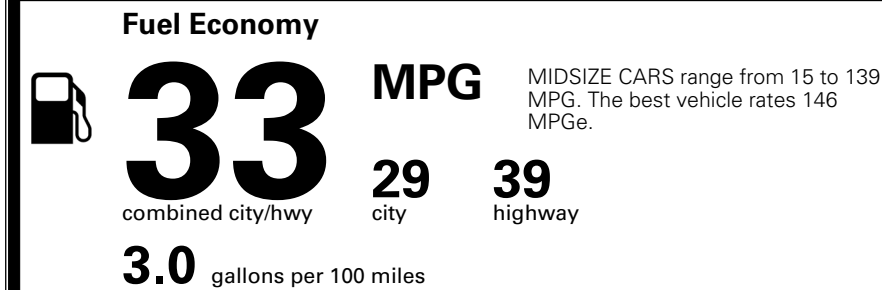 Fuel Economy
33 MPG
MIDSIZE CARS range from 15 to 139
MPG. The best vehicle rates 146
MPGe.
combined city/hwy
29
city
39
highway
3.0 gallons per 100 miles